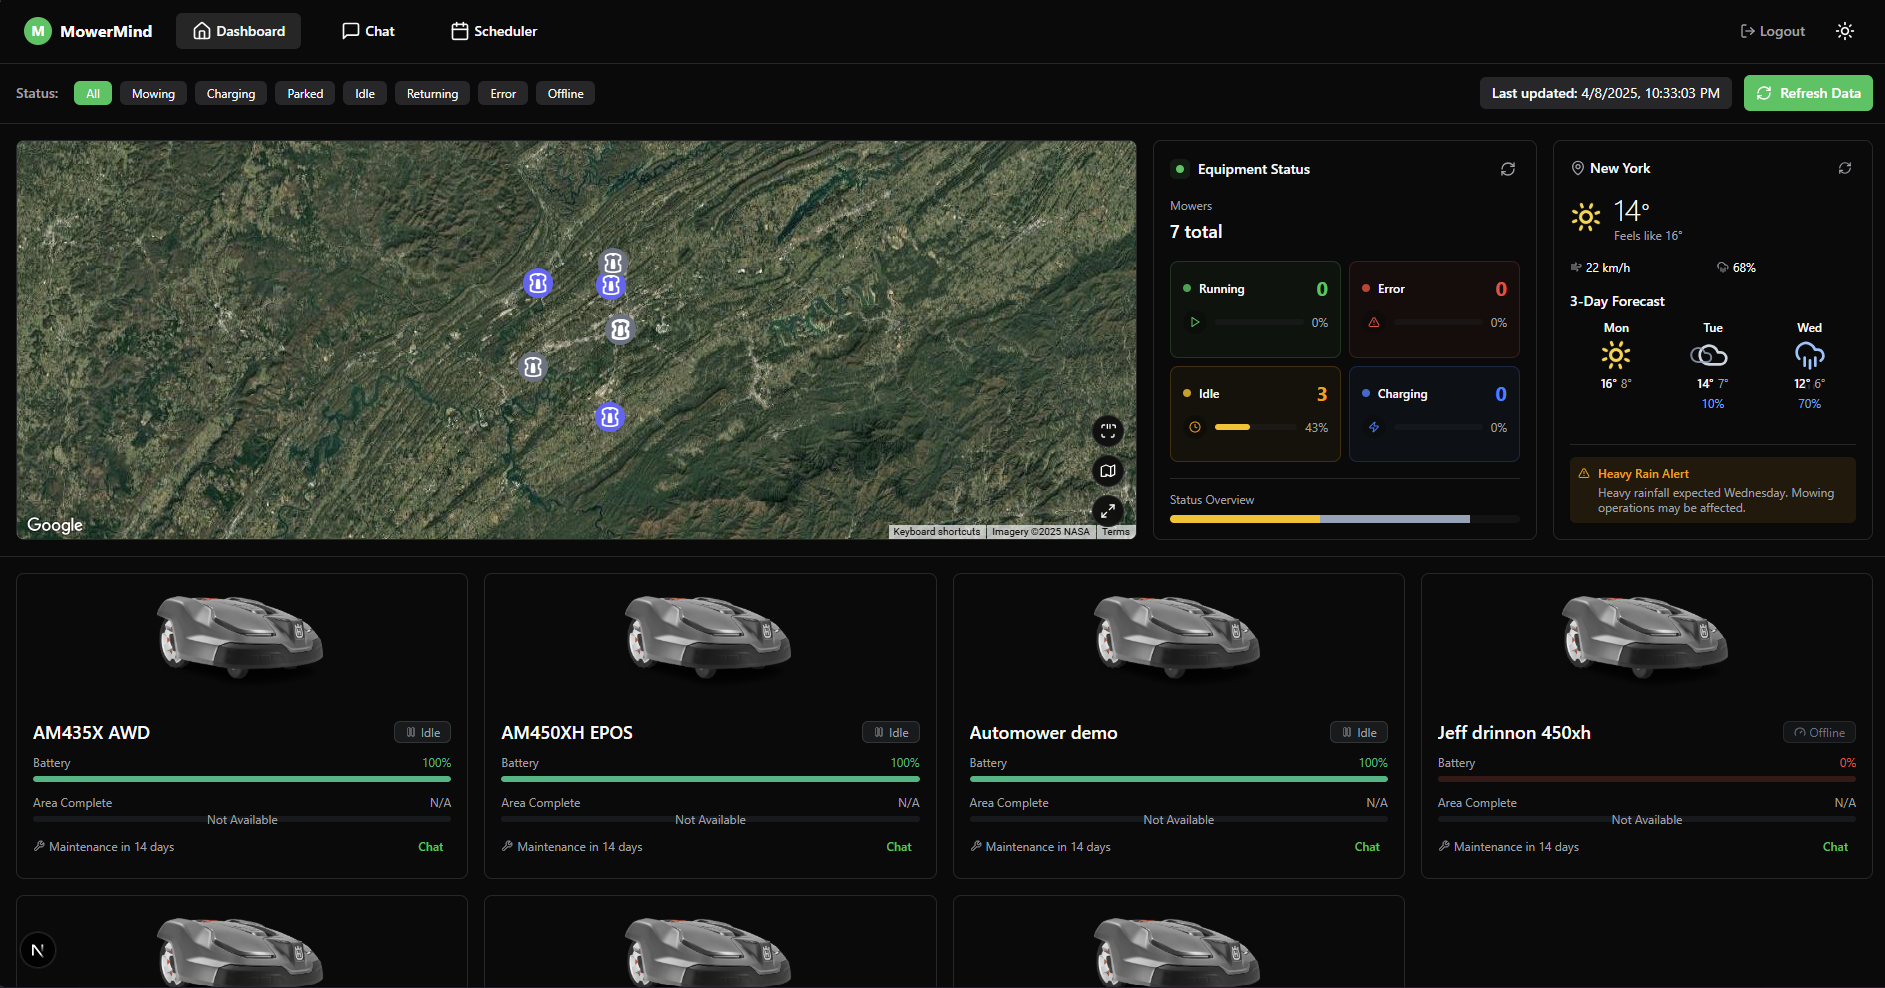 M MowerMind Dashboard Chat Scheduler Logout
Status: All Mowing Charging Parked Idle Returning Error Offline Last updated: 4/8/2025, 10:33:03 PM Refresh Data
Google
Keyboard shortcuts Imagery ©2025 NASA Terms
Equipment Status
Mowers
7 total
Running 0
0%
Error 0
0%
Idle 3
43%
Charging 0
0%
Status Overview
New York
14°
Feels like 16°
22 km/h 68%
3-Day Forecast
Mon Tue Wed
16° 8° 14° 7° 12° 6°
10% 70%
Heavy Rain Alert
Heavy rainfall expected Wednesday. Mowing
operations may be affected.
AM435X AWD Idle
Battery 100%
Area Complete N/A
Not Available
Maintenance in 14 days Chat
AM450XH EPOS Idle
Battery 100%
Area Complete N/A
Not Available
Maintenance in 14 days Chat
Automower demo Idle
Battery 100%
Area Complete N/A
Not Available
Maintenance in 14 days Chat
Jeff drinnon 450xh Offline
Battery 0%
Area Complete N/A
Not Available
Maintenance in 14 days Chat
N